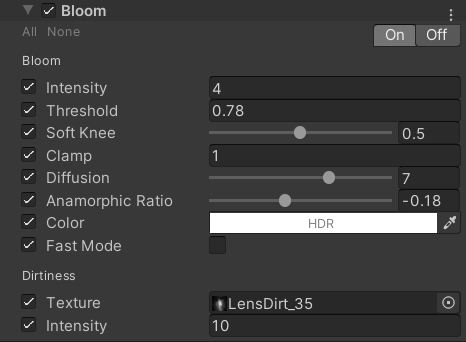 Bloom
All None
On Off
Bloom
Intensity 4
Threshold 0.78
Soft Knee 0.5
Clamp 1
Diffusion 7
Anamorphic Ratio -0.18
Color HDR
Fast Mode
Dirtiness
Texture LensDirt_35
Intensity 10